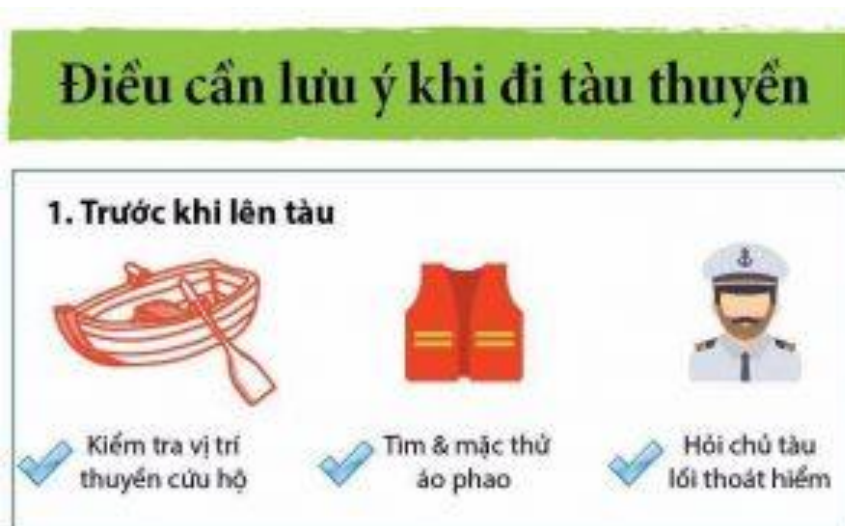 Điều cần lưu ý khi đi tàu thuyền
1. Trước khi lên tàu
Kiểm tra vị trí
thuyền cứu hộ
Tìm & mặc thử
áo phao
Hỏi chủ tàu
lối thoát hiểm